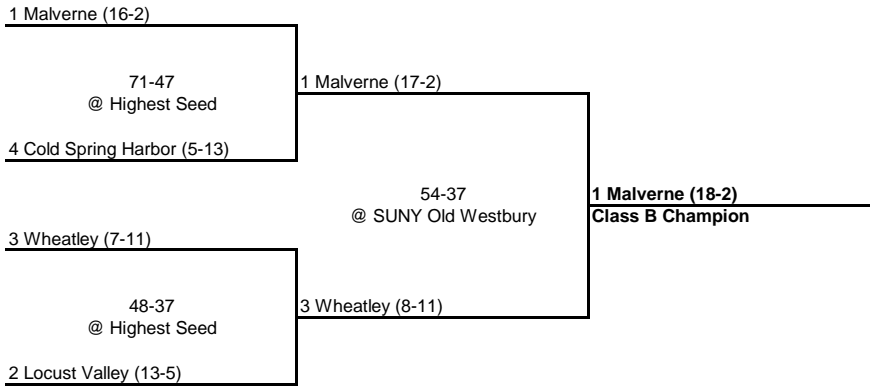 1 Malverne (16-2)
71-47
@ Highest Seed
1 Malverne (17-2)
4 Cold Spring Harbor (5-13)
54-37
@ SUNY Old Westbury
1 Malverne (18-2)
Class B Champion
3 Wheatley (7-11)
48-37
@ Highest Seed
3 Wheatley (8-11)
2 Locust Valley (13-5)